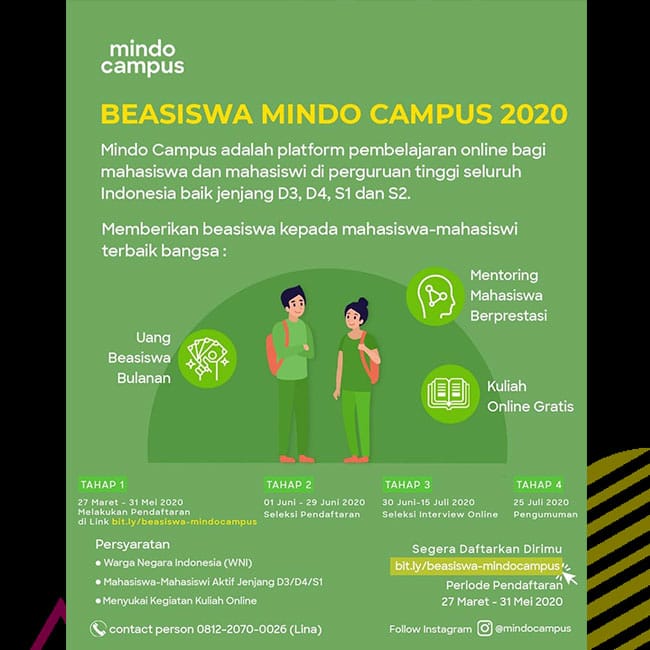 mindo
campus
BEASISWA MINDO CAMPUS 2020
Mindo Campus adalah platform pembelajaran online bagi
mahasiswa dan mahasiswi di perguruan tinggi seluruh
Indonesia baik jenjang D3, D4, S1 dan S2.
Memberikan beasiswa kepada mahasiswa-mahasiswi
terbaik bangsa :
Mentoring
Mahasiswa
Berprestasi
Uang
Beasiswa
Bulanan
Kuliah
Online Gratis
TAHAP 1
27 Maret - 31 Mei 2020
Melakukan Pendaftaran
di Link bit.ly/beasiswa-mindocampus
TAHAP 2
01 Juni - 29 Juni 2020
Seleksi Pendaftaran
TAHAP 3
30 Juni-15 Juli 2020
Seleksi Interview Online
TAHAP 4
25 Juli 2020
Pengumuman
Persyaratan
• Warga Negara Indonesia (WNI)
• Mahasiswa-Mahasiswi Aktif Jenjang D3/D4/S1
• Menyukai Kegiatan Kuliah Online
contact person 0812-2070-0026 (Lina)
Segera Daftarkan Dirimu
bit.ly/beasiswa-mindocampus
Periode Pendaftaran
27 Maret - 31 Mei 2020
Follow Instagram @mindocampus